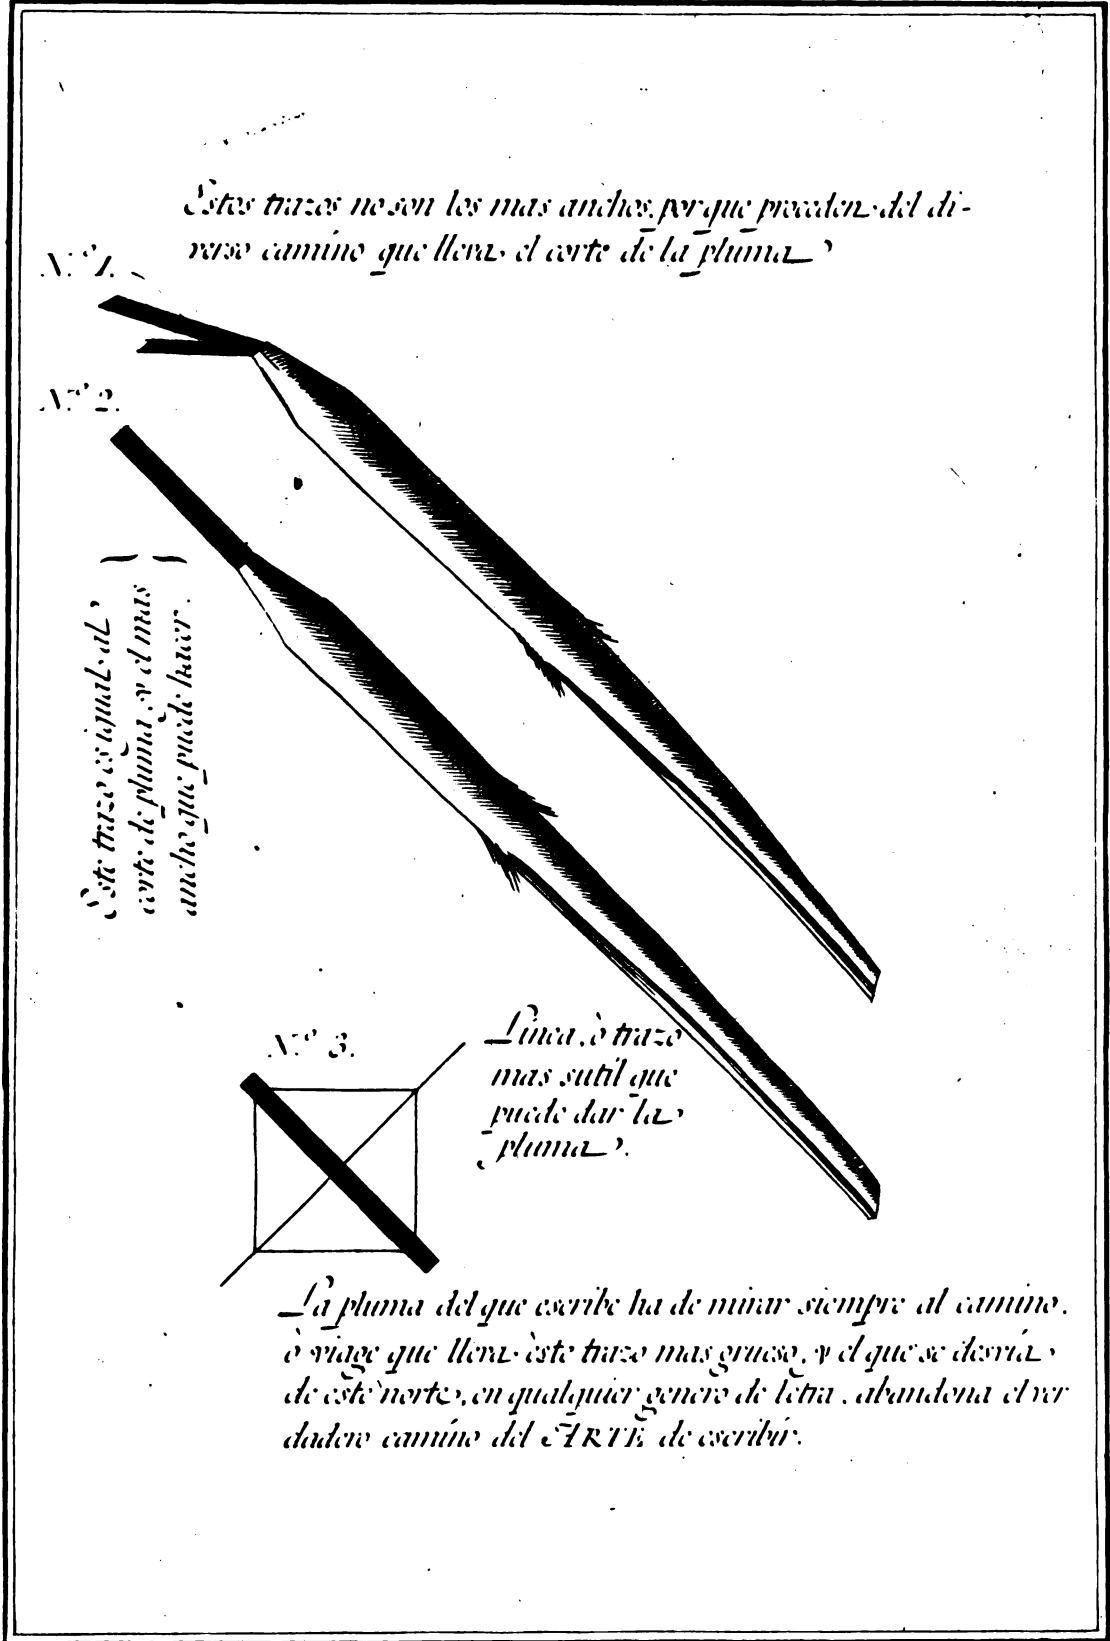 Estos trazos no son los mas anchos, porque proceden del di-
verso camino que lleva el corte de la pluma
N.º 1.
N.º 2.
Este trazo es igual al
corte de pluma, y el mas
ancho que puede hacer.
N.º 3.
Linea, ò trazo
mas sutil que
puede dar la
pluma.
La pluma del que escribe ha de mirar siempre al camino,
ò viage que lleva èste trazo mas grueso, y el que se desvía
de este norte, en qualquier genero de letra, abandona el ver
dadero camíno del ARTE de escribír.